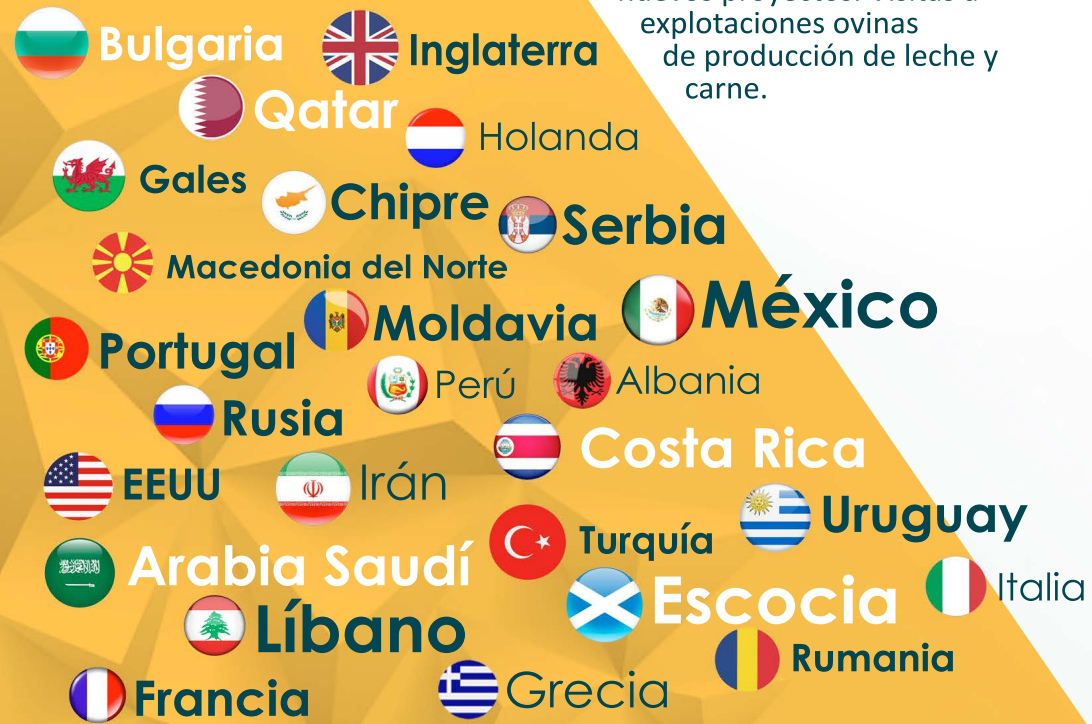 explotaciones ovinas
de producción de leche y
carne.
Bulgaria
Inglaterra
Qatar
Holanda
Gales
Chipre
Serbia
Macedonia del Norte
México
Moldavia
Portugal
Perú
Albania
Rusia
Costa Rica
EEUU
Irán
Uruguay
Turquía
Arabia Saudí
Escocia
Italia
Líbano
Rumania
Francia
Grecia